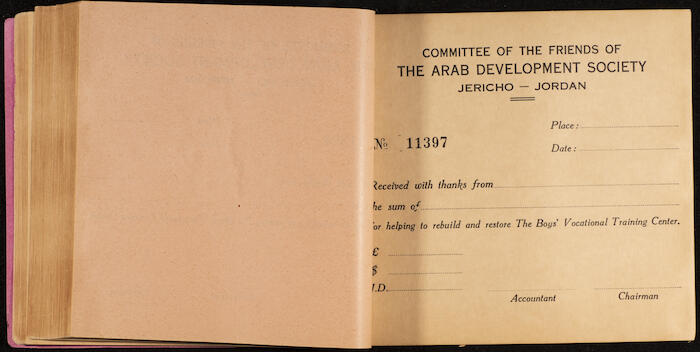 COMMITTEE OF THE FRIENDS OF
THE ARAB DEVELOPMENT SOCIETY
JERICHO — JORDAN
Place:
№ 11397
Date:
Received with thanks from
he sum of
for helping to rebuild and restore The Boys' Vocational Training Center.
£
$
J.D.
Accountant Chairman